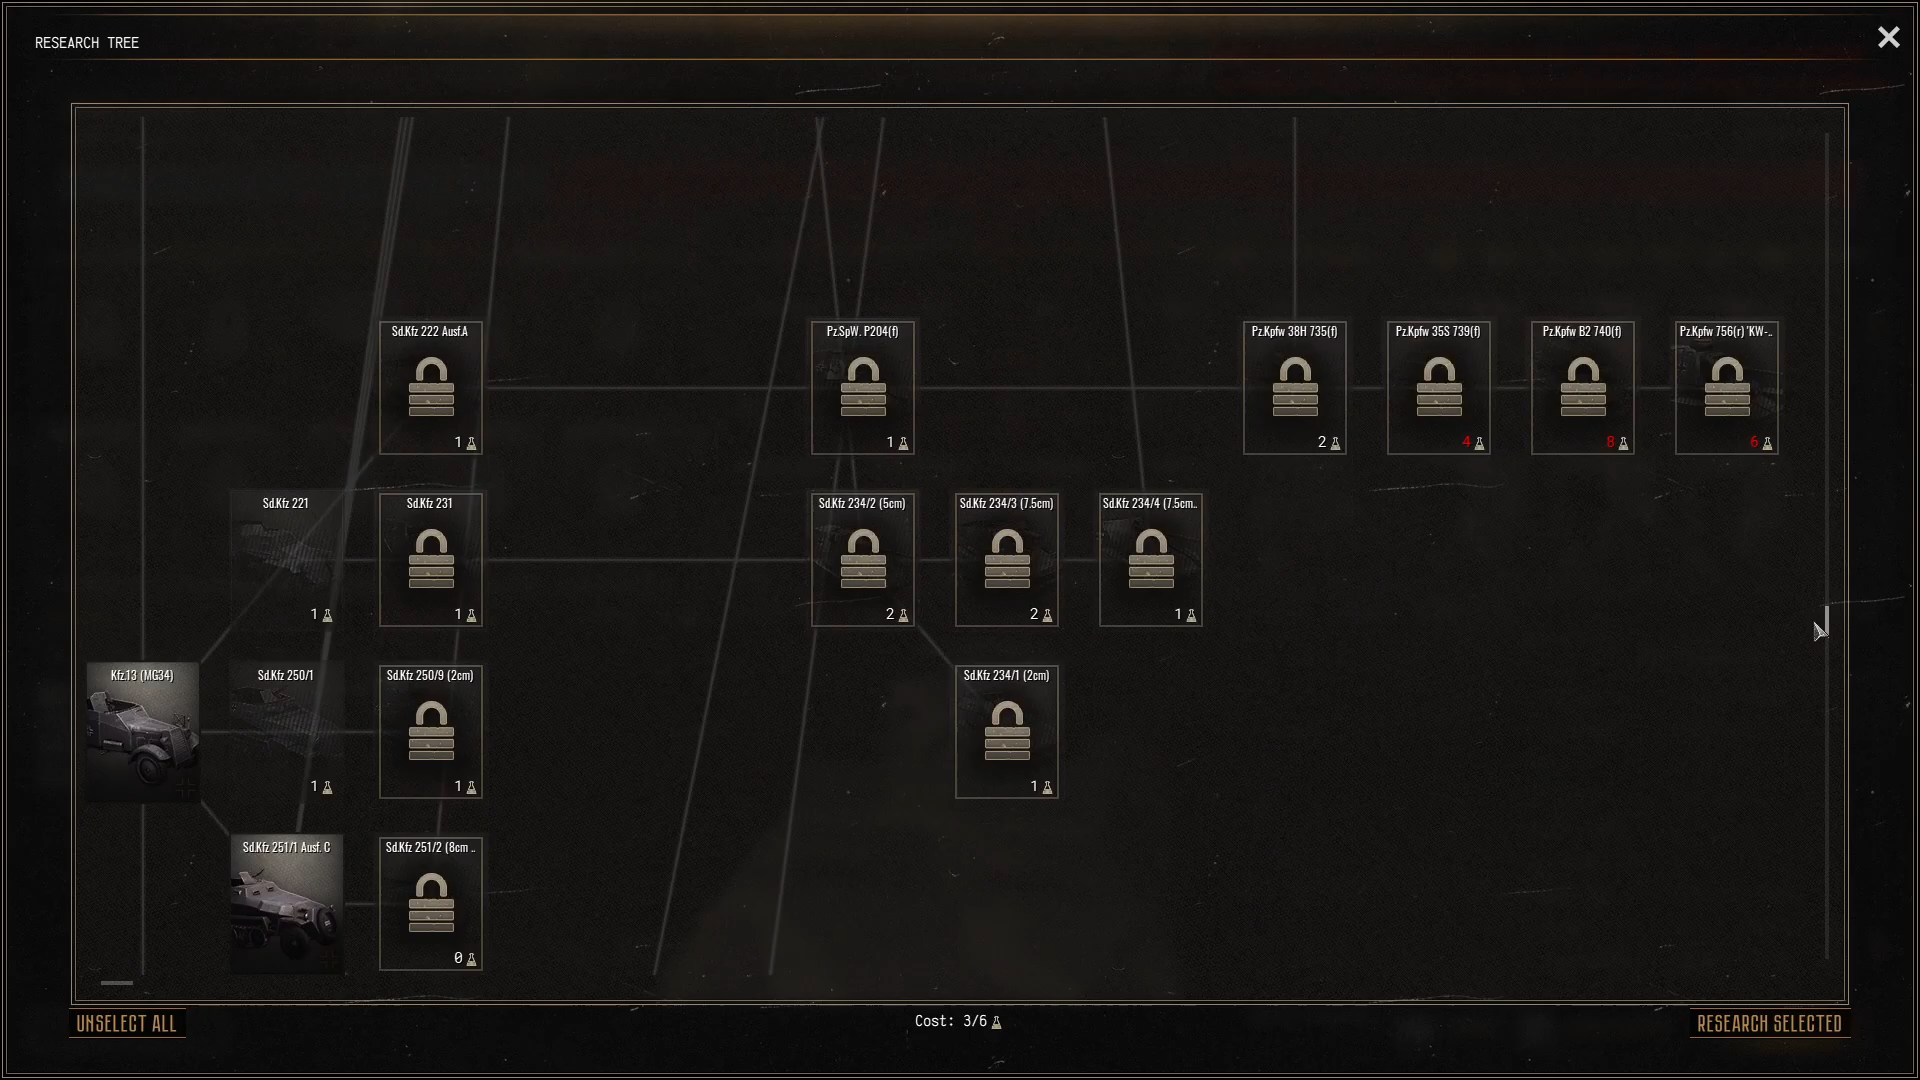 RESEARCH TREE
Sd.Kfz 222 Ausf.A
Pz.SpW. P204(f)
Pz.Kpfw 38H 735(f)
Pz.Kpfw 35S 739(f)
Pz.Kpfw B2 740(f)
Pz.Kpfw 756(r) 'KW-..
1
1
2
4
8
6
Sd.Kfz 221
Sd.Kfz 231
Sd.Kfz 234/2 (5cm)
Sd.Kfz 234/3 (7.5cm)
Sd.Kfz 234/4 (7.5cm..
1
1
2
2
1
Kfz.13 (MG34)
Sd.Kfz 250/1
Sd.Kfz 250/9 (2cm)
Sd.Kfz 234/1 (2cm)
1
1
1
Sd.Kfz 251/1 Ausf. C
Sd.Kfz 251/2 (8cm ..
0
UNSELECT ALL
Cost: 3/6
RESEARCH SELECTED